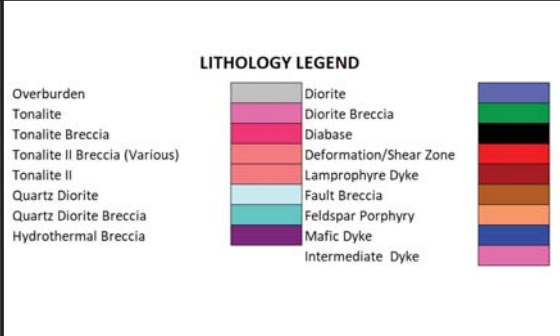 LITHOLOGY LEGEND
Overburden
Tonalite
Tonalite Breccia
Tonalite II Breccia (Various)
Tonalite II
Quartz Diorite
Quartz Diorite Breccia
Hydrothermal Breccia
Diorite
Diorite Breccia
Diabase
Deformation/Shear Zone
Lamprophyre Dyke
Fault Breccia
Feldspar Porphyry
Mafic Dyke
Intermediate Dyke